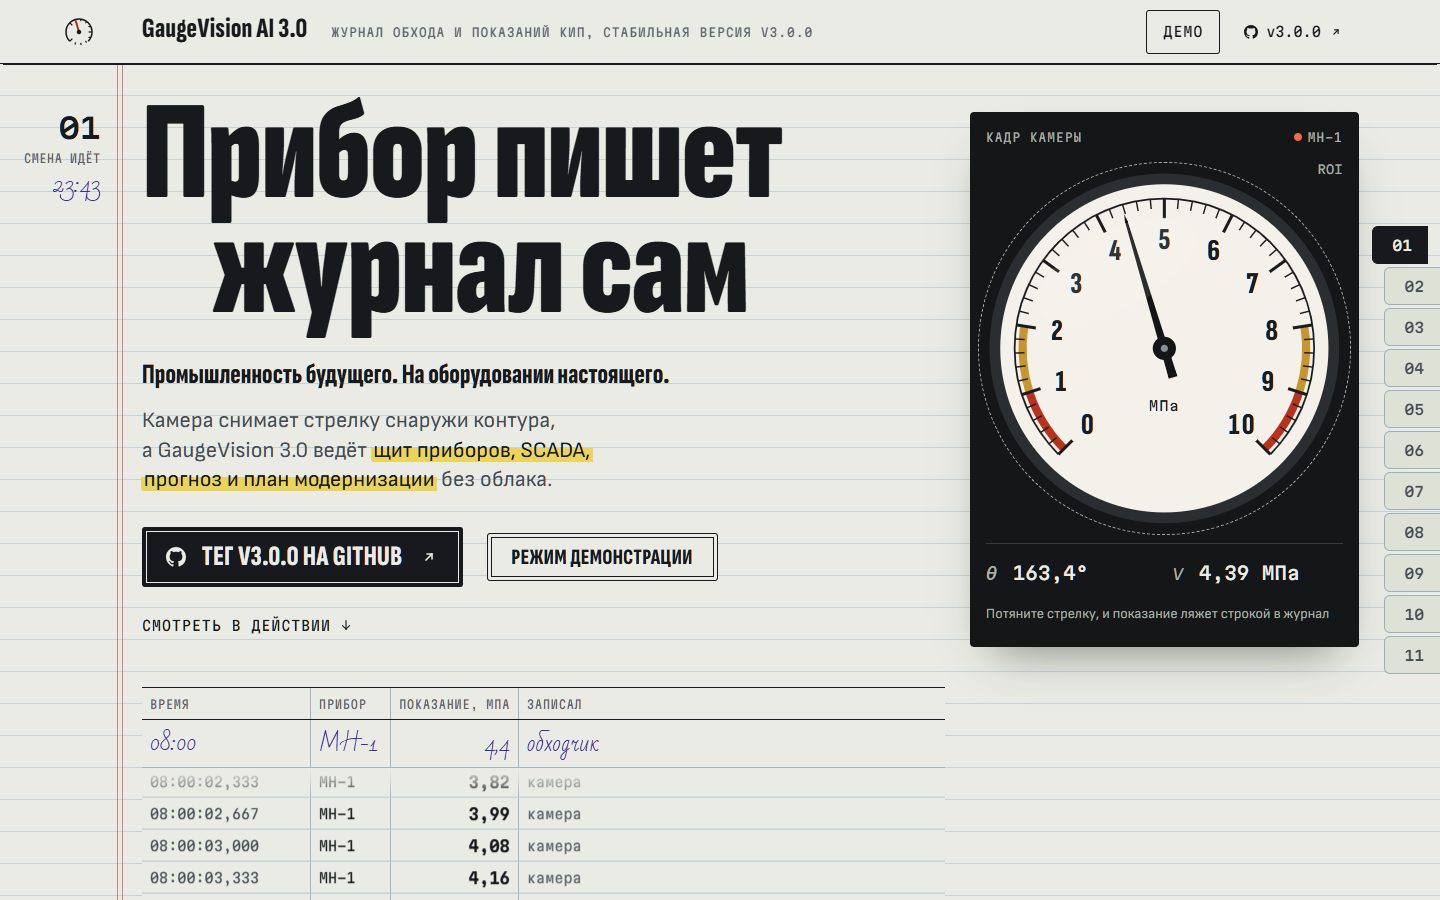 GaugeVision AI 3.0
ЖУРНАЛ ОБХОДА И ПОКАЗАНИЙ КИП, СТАБИЛЬНАЯ ВЕРСИЯ V3.0.0
ДЕМО
v3.0.0 ↗
01
СМЕНА ИДЁТ
23:43
Прибор пишет
журнал сам
Промышленность будущего. На оборудовании настоящего.
Камера снимает стрелку снаружи контура,
а GaugeVision 3.0 ведёт щит приборов, SCADA,
прогноз и план модернизации без облака.
ТЕГ V3.0.0 НА GITHUB ↗
РЕЖИМ ДЕМОНСТРАЦИИ
СМОТРЕТЬ В ДЕЙСТВИИ ↓
КАДР КАМЕРЫ
МН-1
ROI
0 1 2 3 4 5 6 7 8 9 10
МПа
θ 163,4°
V 4,39 МПа
Потяните стрелку, и показание ляжет строкой в журнал
01
02
03
04
05
06
07
08
09
10
11
ВРЕМЯ ПРИБОР ПОКАЗАНИЕ, МПА ЗАПИСАЛ
08:00 МН-1 4,4 обходчик
08:00:02,333 МН-1 3,82 камера
08:00:02,667 МН-1 3,99 камера
08:00:03,000 МН-1 4,08 камера
08:00:03,333 МН-1 4,16 камера